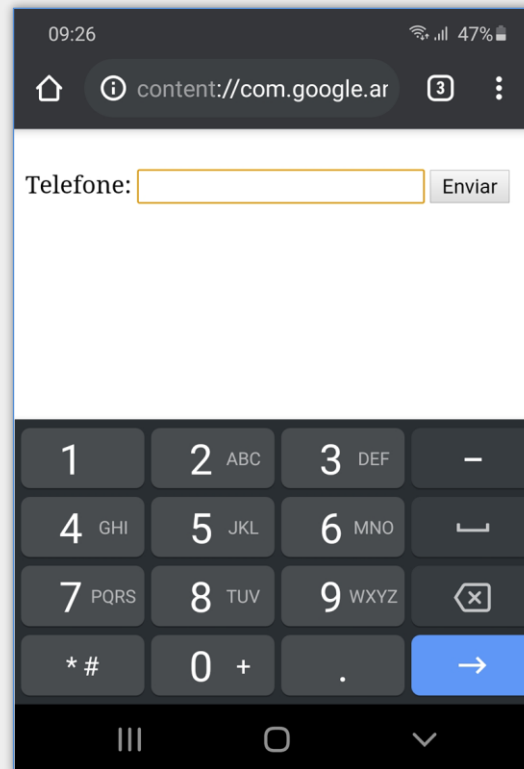 09:26 47%
3 content://com.google.ar
Telefone: Enviar
1 2 ABC 3 DEF -
4 GHI 5 JKL 6 MNO
7 PQRS 8 TUV 9 WXYZ
* # 0 + .